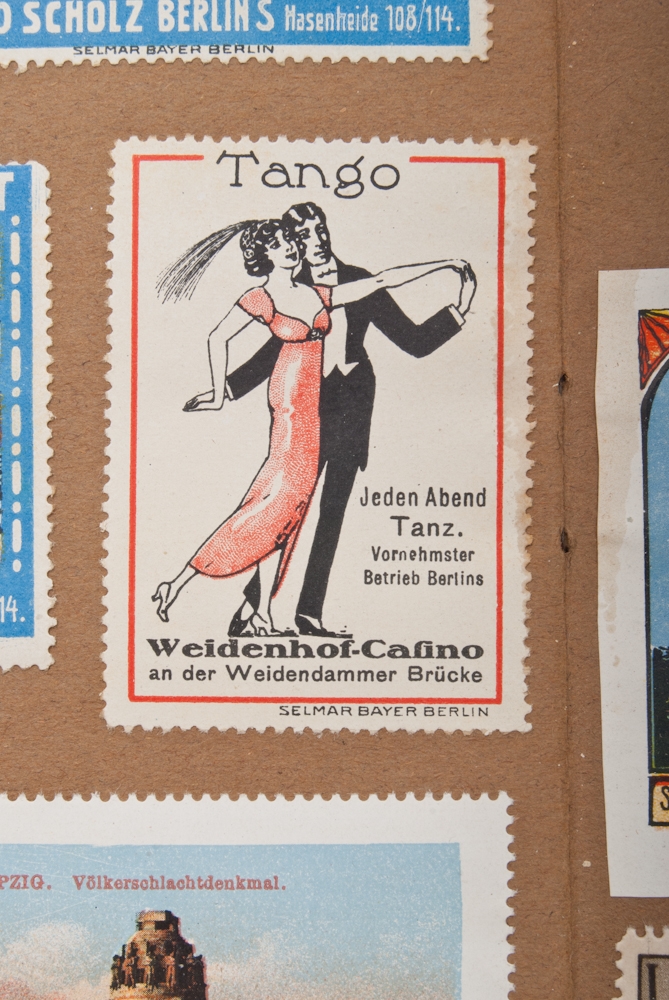 SCHOLZ BERLIN S Hasenheide 108/114.
SELMAR BAYER BERLIN
T
14.
Tango
Jeden Abend
Tanz.
Vornehmster
Betrieb Berlins
Weidenhof-Caſino
an der Weidendammer Brücke
SELMAR BAYER BERLIN
PZIG. Völkerschlachtdenkmal.
S